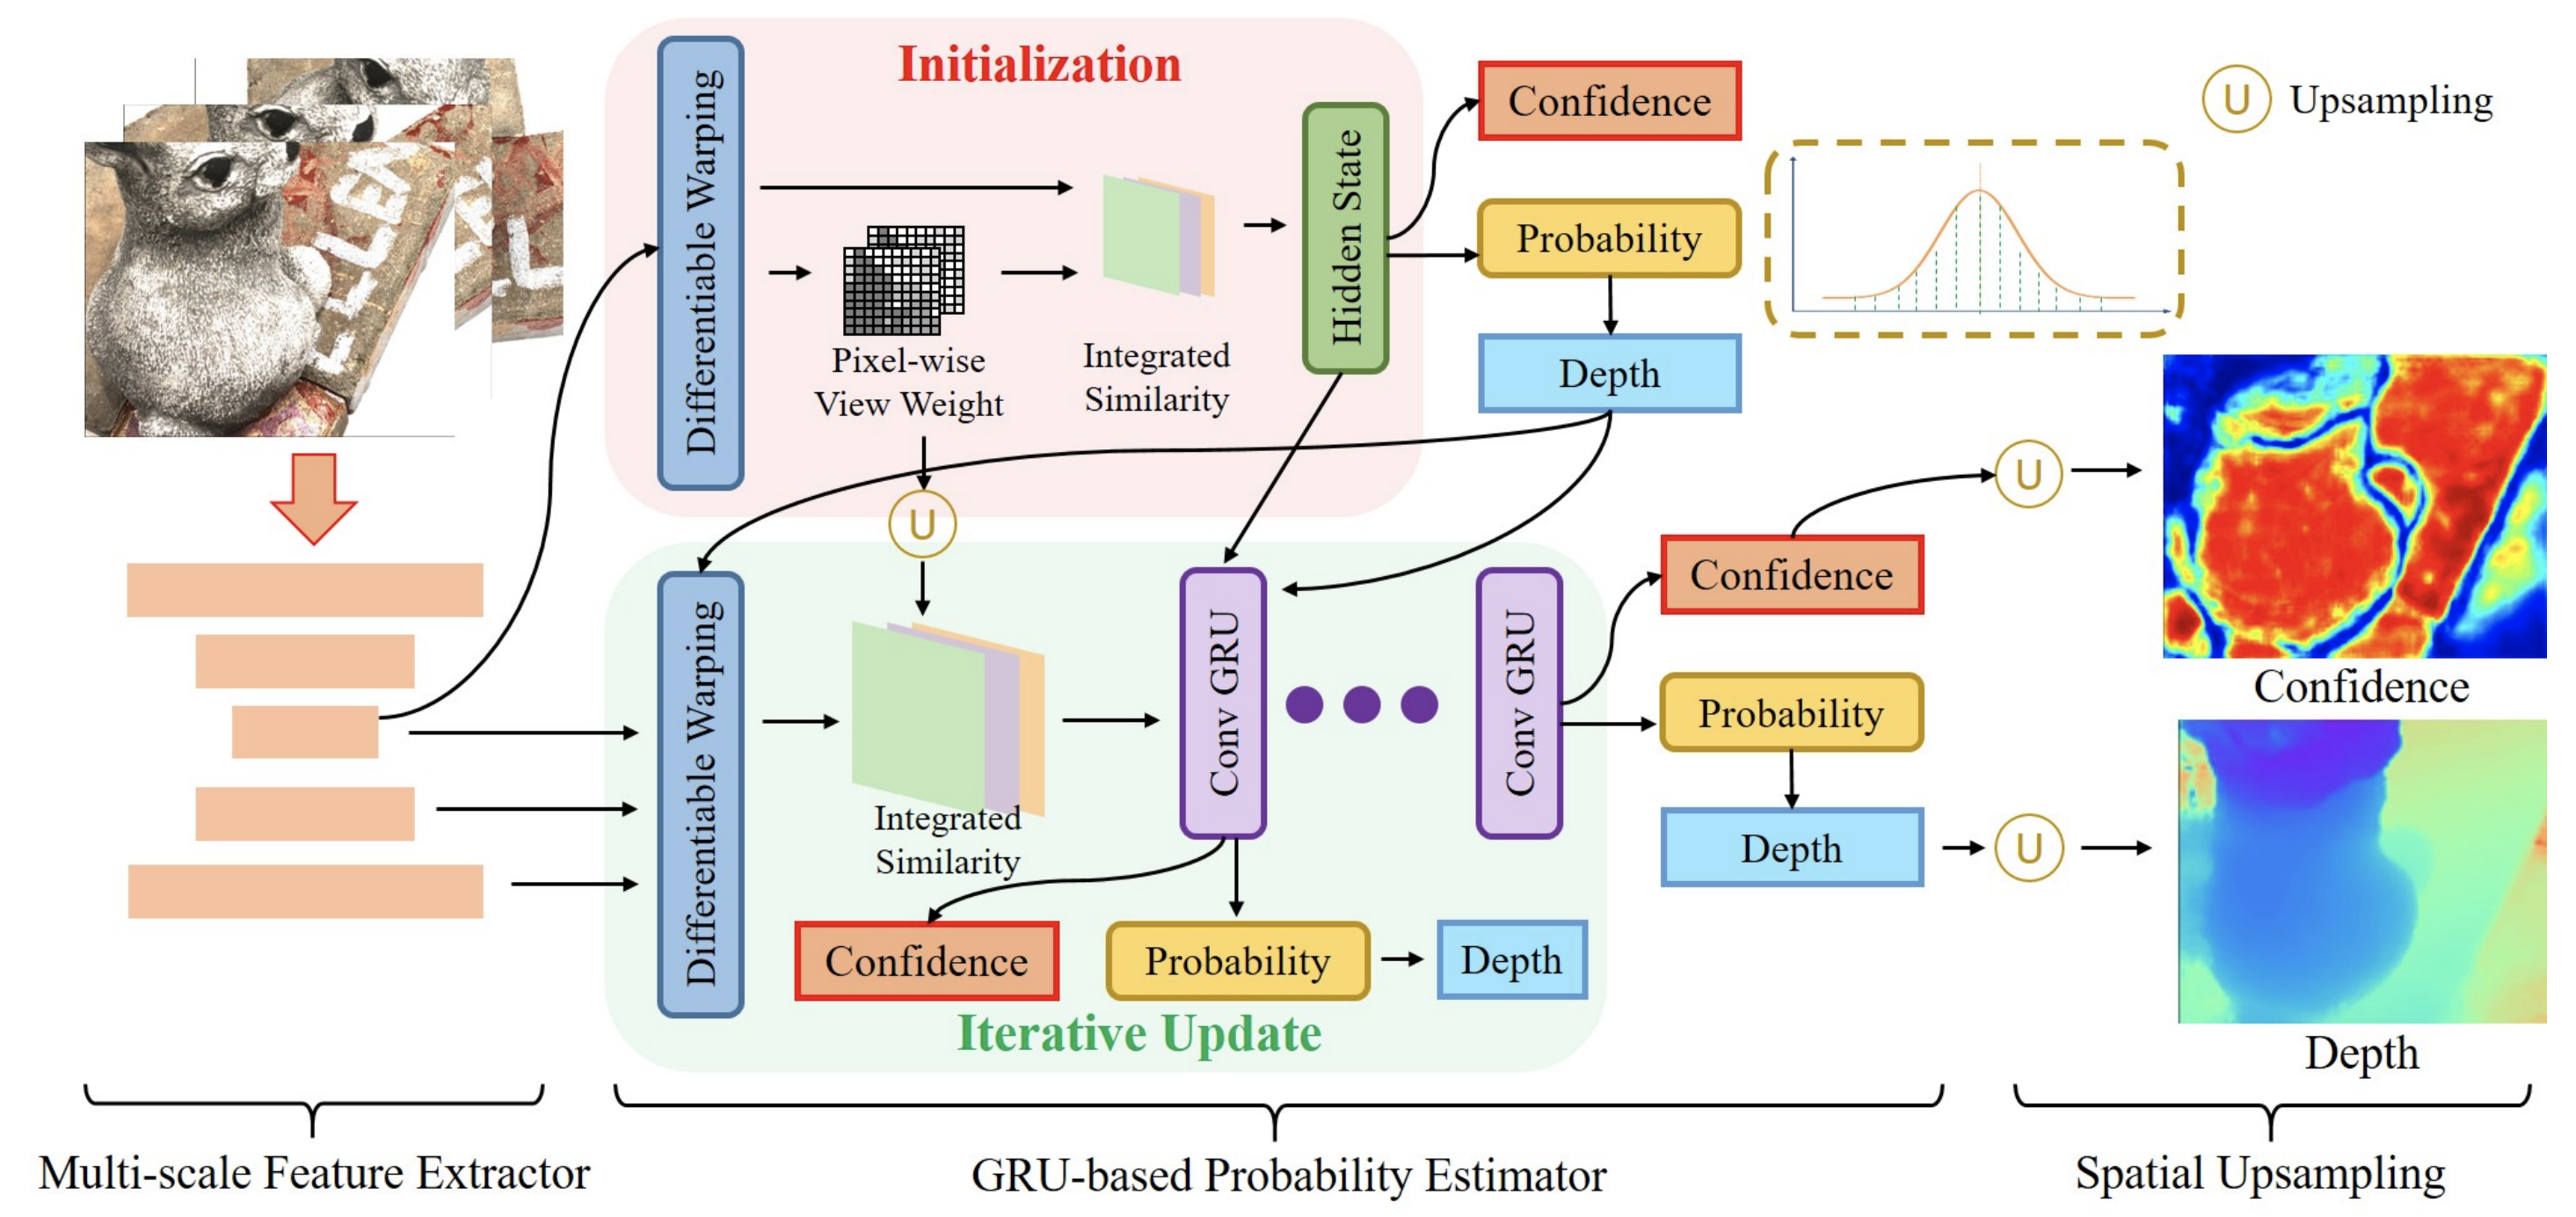 Initialization
Differentiable Warping
Pixel-wise
View Weight
Integrated
Similarity
Hidden State
Confidence
Probability
Depth
U
Upsampling
U
Differentiable Warping
Integrated
Similarity
Conv GRU
Conv GRU
Confidence
Probability
Depth
Iterative Update
Confidence
Probability
Depth
U
U
Confidence
Depth
Multi-scale Feature Extractor
GRU-based Probability Estimator
Spatial Upsampling